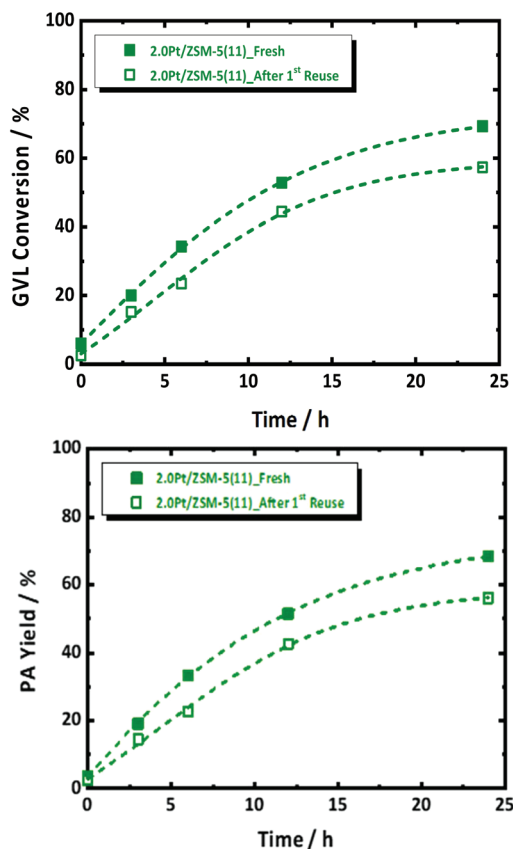 100
80
60
40
20
0
GVL Conversion / %
2.0Pt/ZSM-5(11)_Fresh
2.0Pt/ZSM-5(11)_After 1st Reuse
0 5 10 15 20 25
Time / h
100
80
60
40
20
0
PA Yield / %
2.0Pt/ZSM-5(11)_Fresh
2.0Pt/ZSM-5(11)_After 1st Reuse
0 5 10 15 20 25
Time / h